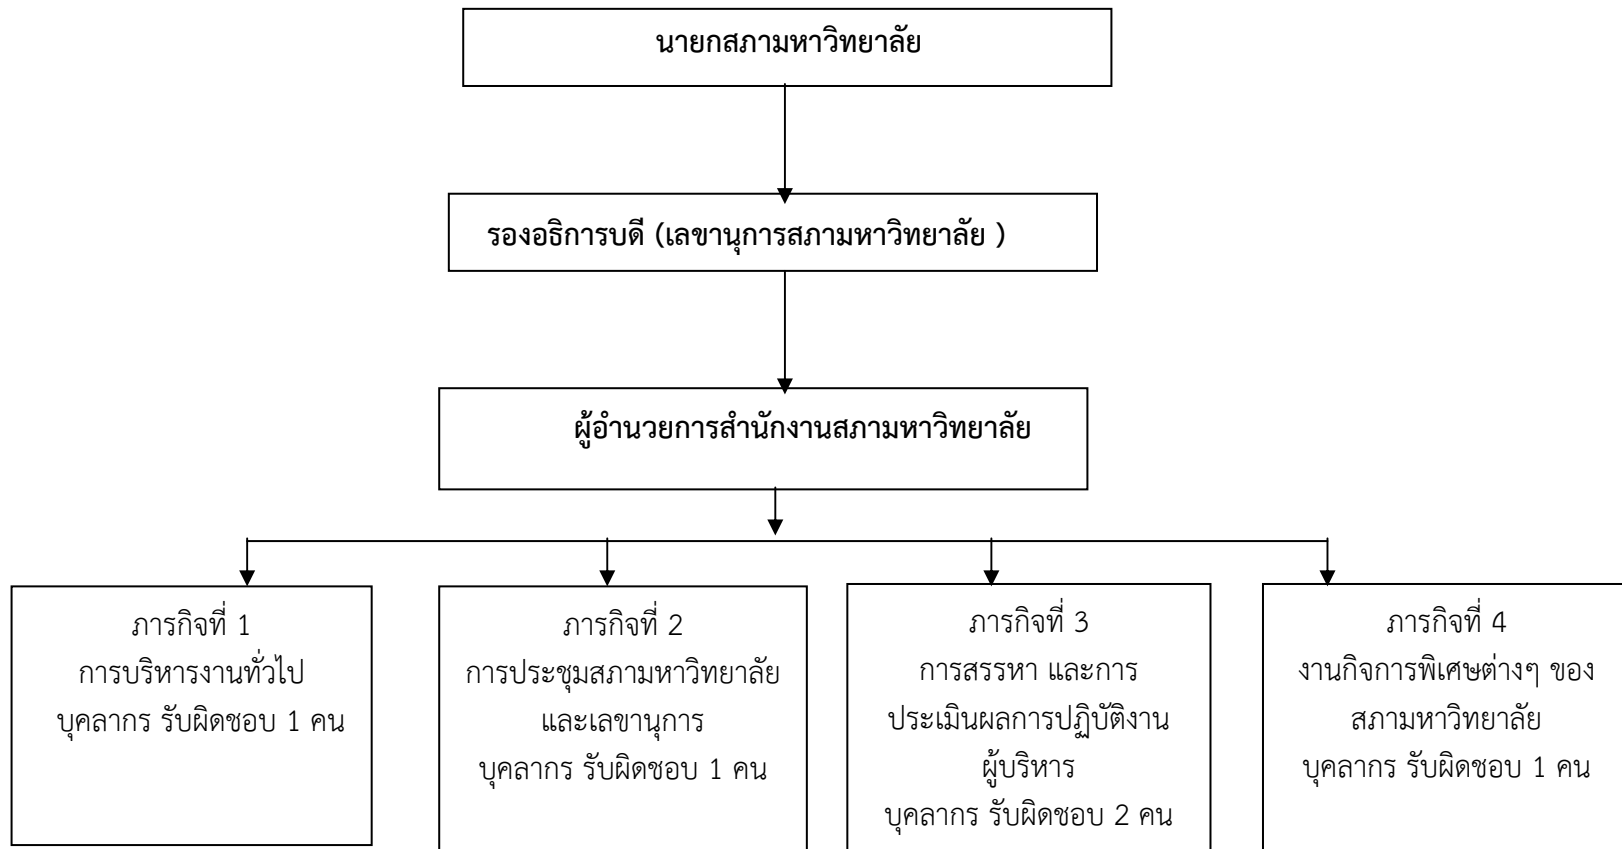 นายกสภามหาวิทยาลัย
รองอธิการบดี (เลขานุการสภามหาวิทยาลัย )
ผู้อำนวยการสำนักงานสภามหาวิทยาลัย
ภารกิจที่ 1
การบริหารงานทั่วไป
บุคลากร รับผิดชอบ 1 คน
ภารกิจที่ 2
การประชุมสภามหาวิทยาลัย
และเลขานุการ
บุคลากร รับผิดชอบ 1 คน
ภารกิจที่ 3
การสรรหา และการ
ประเมินผลการปฏิบัติงาน
ผู้บริหาร
บุคลากร รับผิดชอบ 2 คน
ภารกิจที่ 4
งานกิจการพิเศษต่างๆ ของ
สภามหาวิทยาลัย
บุคลากร รับผิดชอบ 1 คน